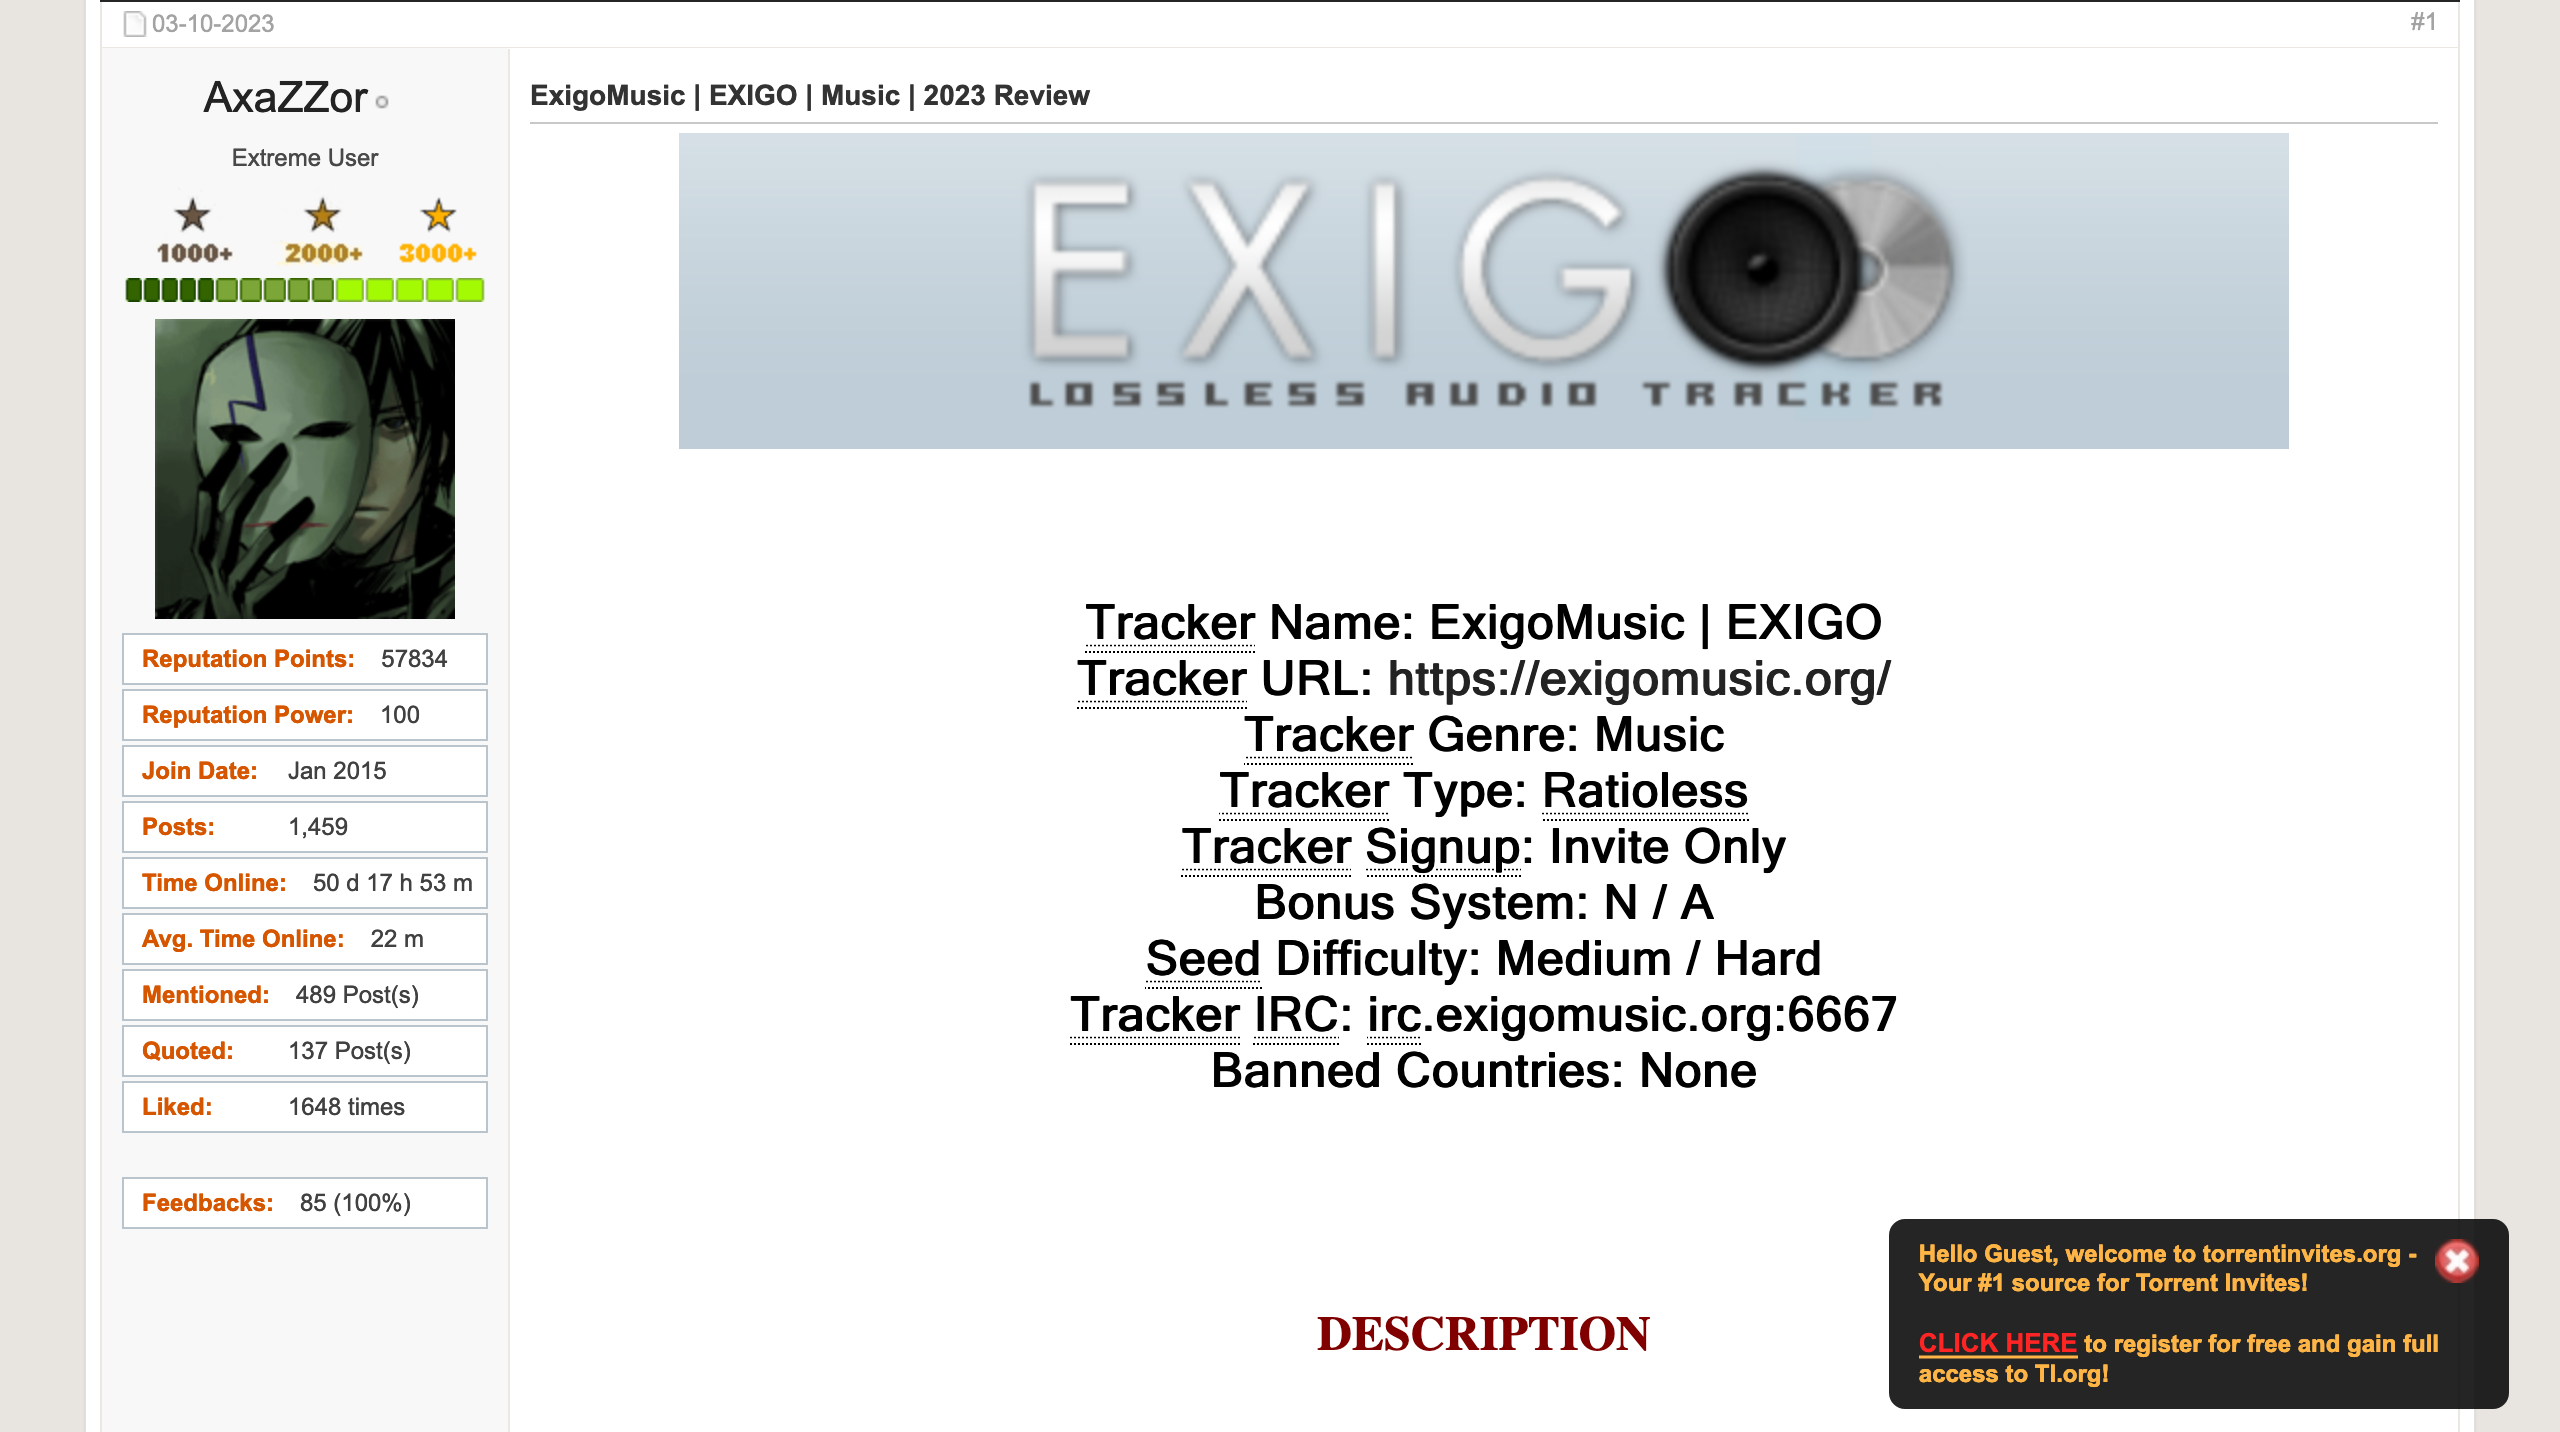 03-10-2023
#1
AxaZZor
Extreme User
1000+ 2000+ 3000+
Reputation Points: 57834
Reputation Power: 100
Join Date: Jan 2015
Posts: 1,459
Time Online: 50 d 17 h 53 m
Avg. Time Online: 22 m
Mentioned: 489 Post(s)
Quoted: 137 Post(s)
Liked: 1648 times
Feedbacks: 85 (100%)
ExigoMusic | EXIGO | Music | 2023 Review
EXIGO
LOSSLESS AUDIO TRACKER
Tracker Name: ExigoMusic | EXIGO
Tracker URL: https://exigomusic.org/
Tracker Genre: Music
Tracker Type: Ratioless
Tracker Signup: Invite Only
Bonus System: N / A
Seed Difficulty: Medium / Hard
Tracker IRC: irc.exigomusic.org:6667
Banned Countries: None
DESCRIPTION
Hello Guest, welcome to torrentinvites.org -
Your #1 source for Torrent Invites!
CLICK HERE to register for free and gain full
access to TI.org!